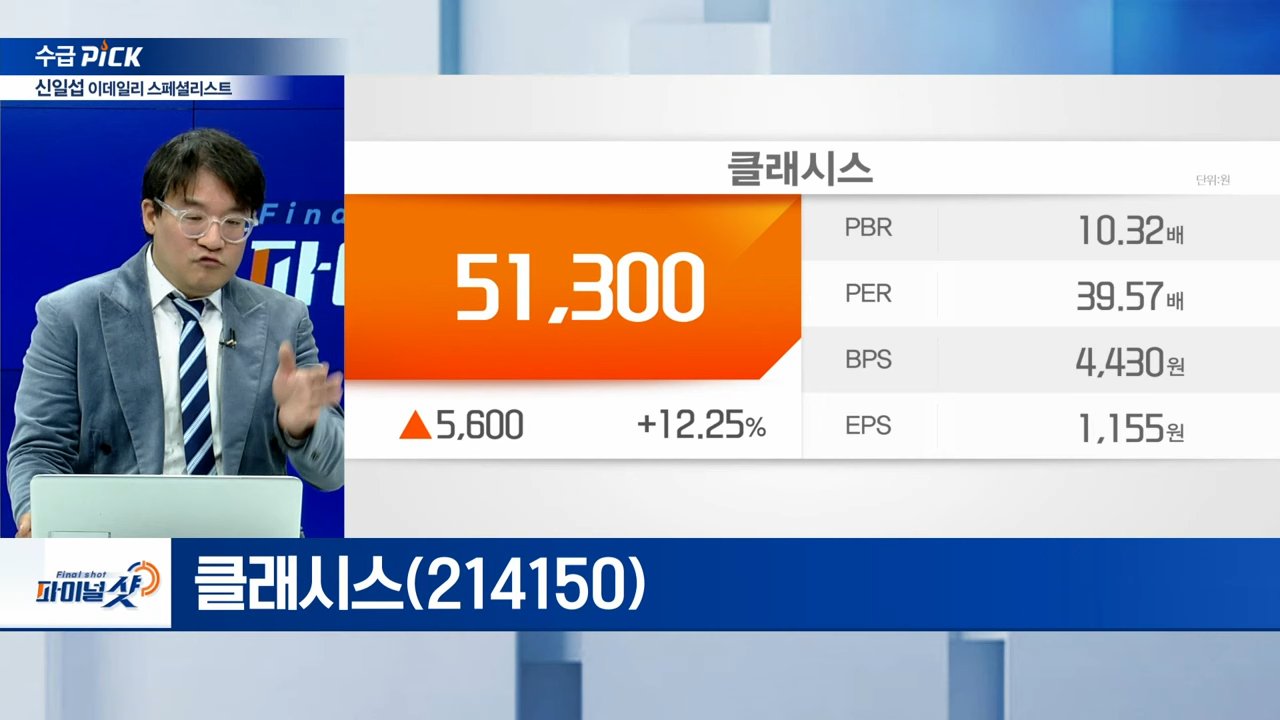 수급 PiCK
신일섭 이데일리 스페셜리스트
Fina
파
클래시스
단위:원
51,300
▲5,600 +12.25%
PBR 10.32배
PER 39.57배
BPS 4,430원
EPS 1,155원
Final shot
파이널샷
클래시스(214150)